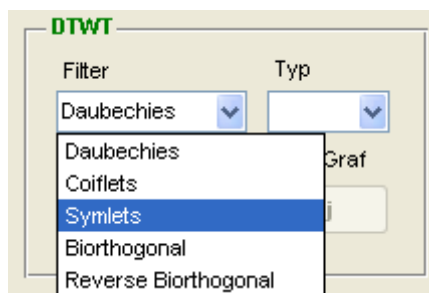 DTWT
Filter Typ
Daubechies
Daubechies
Graf
Coiflets
Symlets
Biorthogonal
Reverse Biorthogonal